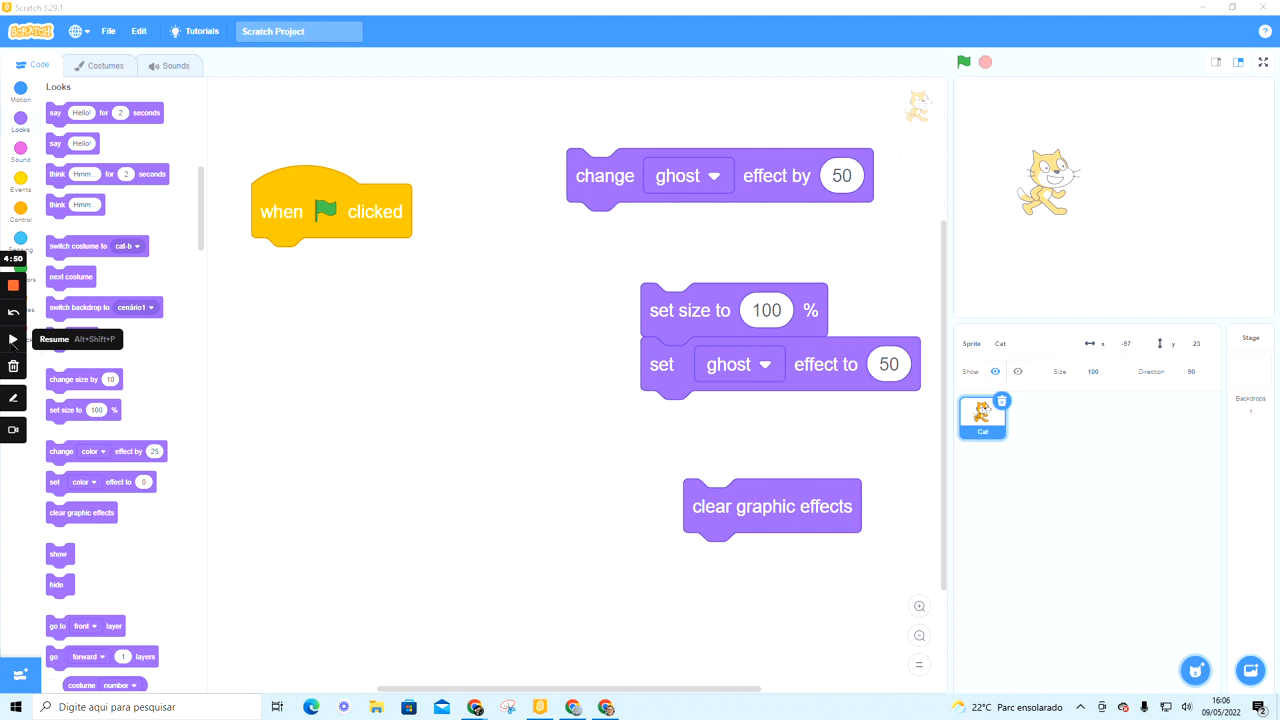 Scratch 3.29.1
SCRATCH File Edit Tutorials Scratch Project ?
Code Costumes Sounds
Motion
Looks
Sound
Events
Control
Sensing
4:50
Resume Alt+Shift+P
Looks
say Hello! for 2 seconds
say Hello!
think Hmm... for 2 seconds
think Hmm...
switch costume to cat-b
next costume
switch backdrop to cenário1
change size by 10
set size to 100 %
change color effect by 25
set color effect to 0
clear graphic effects
show
hide
go to front layer
go forward 1 layers
costume number
when clicked
change ghost effect by 50
set size to 100 %
set ghost effect to 50
clear graphic effects
Sprite Cat x -97 y 23
Show Size 100 Direction 90
Cat
Stage
Backdrops
1
Digite aqui para pesquisar
22°C Parc ensolarado
16:06
09/05/2022
2